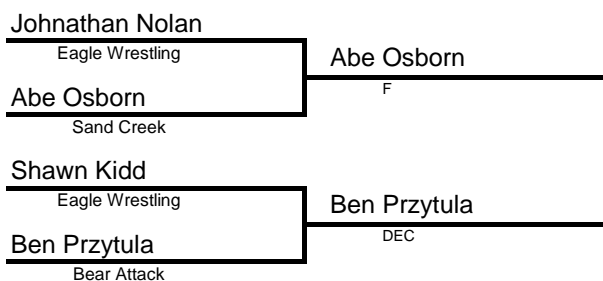 Johnathan Nolan
Eagle Wrestling
Abe Osborn
F
Abe Osborn
Sand Creek
Shawn Kidd
Eagle Wrestling
Ben Przytula
DEC
Ben Przytula
Bear Attack